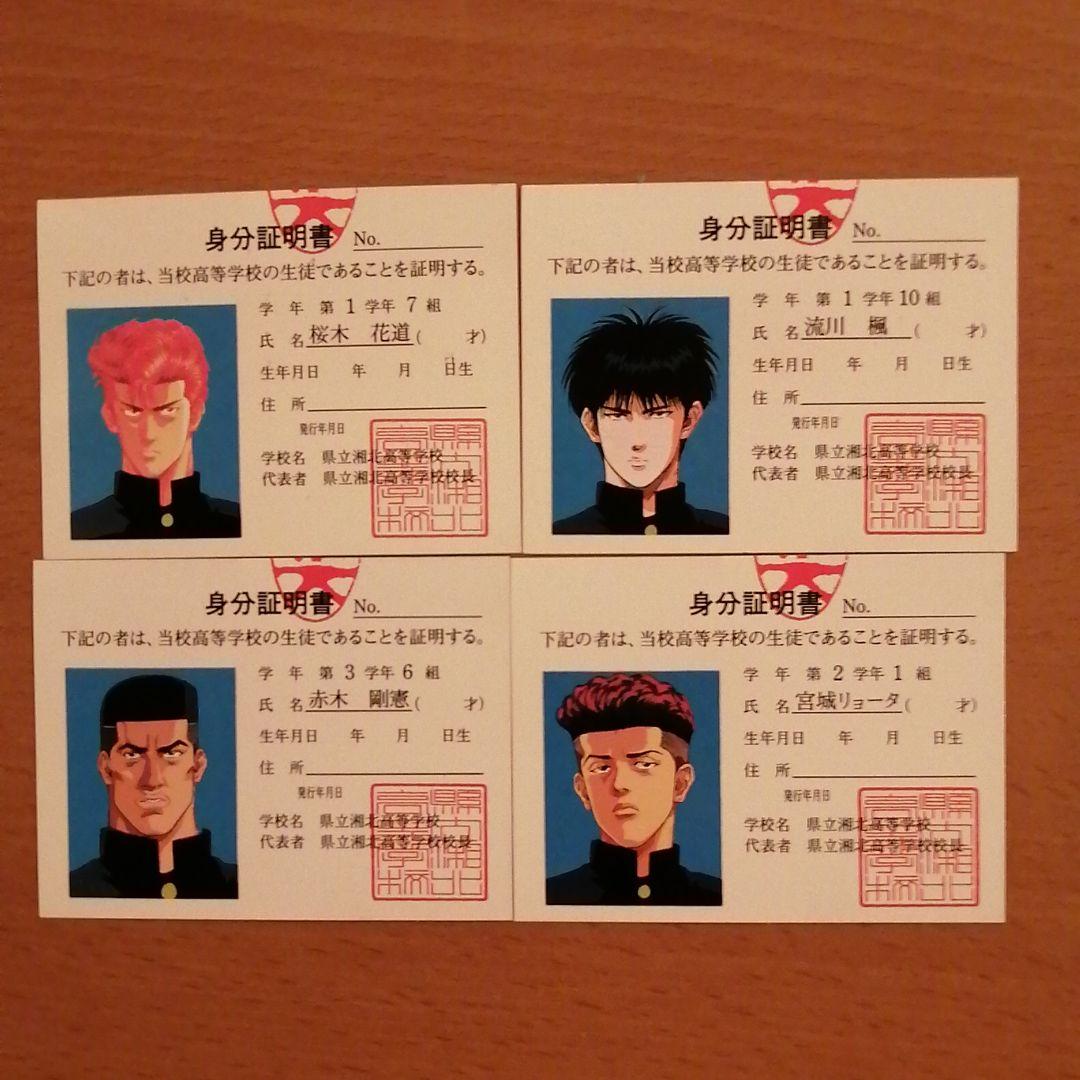 身分証明書 No.
下記の者は、当校高等学校の生徒であることを証明する。
学 年 第 1 学年 7 組
氏 名 桜木 花道 ( 才)
生年月日 年 月 日生
住 所
発行年月日
学校名 県立湘北高等学校
代表者 県立湘北高等学校校長
身分証明書 No.
下記の者は、当校高等学校の生徒であることを証明する。
学 年 第 1 学年 10 組
氏 名 流川 楓 ( 才)
生年月日 年 月 日生
住 所
発行年月日
学校名 県立湘北高等学校
代表者 県立湘北高等学校校長
身分証明書 No.
下記の者は、当校高等学校の生徒であることを証明する。
学 年 第 3 学年 6 組
氏 名 赤木 剛憲 ( 才)
生年月日 年 月 日生
住 所
発行年月日
学校名 県立湘北高等学校
代表者 県立湘北高等学校校長
身分証明書 No.
下記の者は、当校高等学校の生徒であることを証明する。
学 年 第 2 学年 1 組
氏 名 宮城リョータ ( 才)
生年月日 年 月 日生
住 所
発行年月日
学校名 県立湘北高等学校
代表者 県立湘北高等学校校長